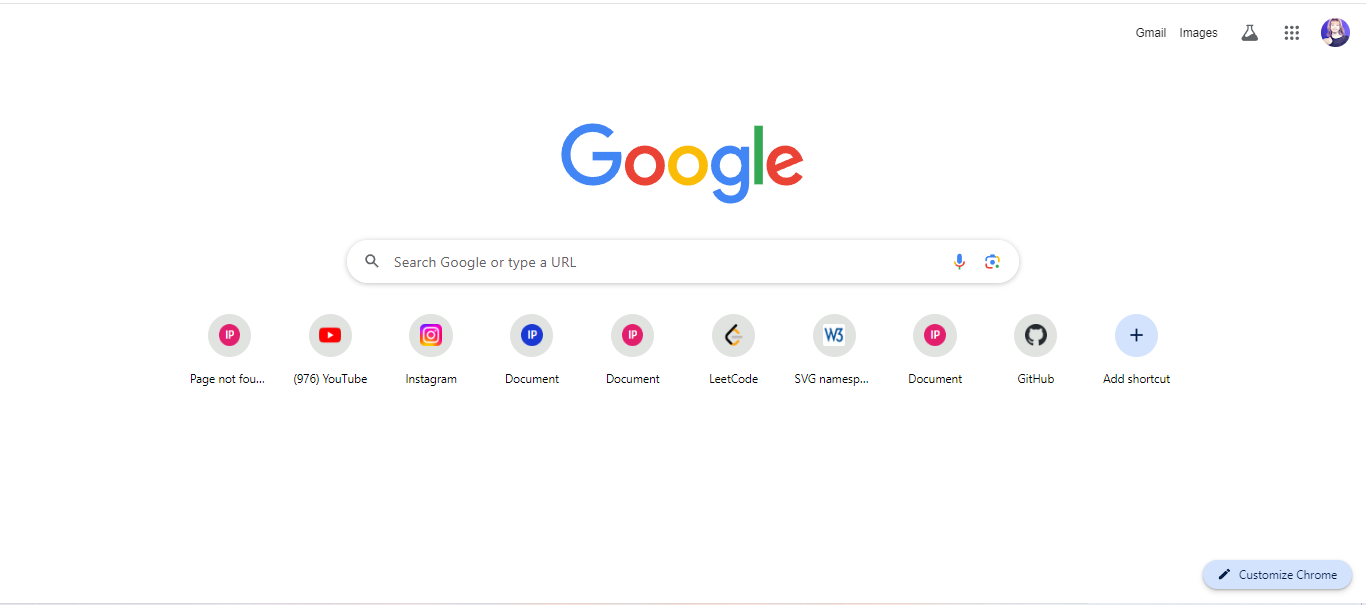 Gmail Images
Google
Search Google or type a URL
IP IP IP W3 IP
Page not fou... (976) YouTube Instagram Document Document LeetCode SVG namesp... Document GitHub Add shortcut
Customize Chrome